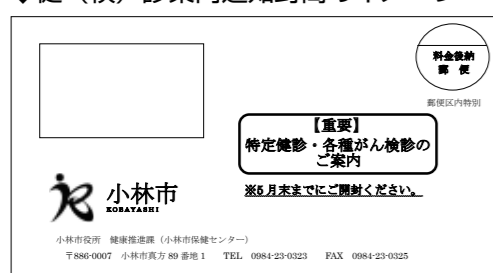 ◆健（検）診案内通知封筒のイメージ
料金後納
郵 便
郵便区内特別
【重要】
特定健診・各種がん検診の
ご案内
小林市
KOBAYASHI
※5月末までにご開封ください。
小林市役所 健康推進課（小林市保健センター）
〒886-0007 小林市真方 89 番地 1 TEL 0984-23-0323 FAX 0984-23-0325